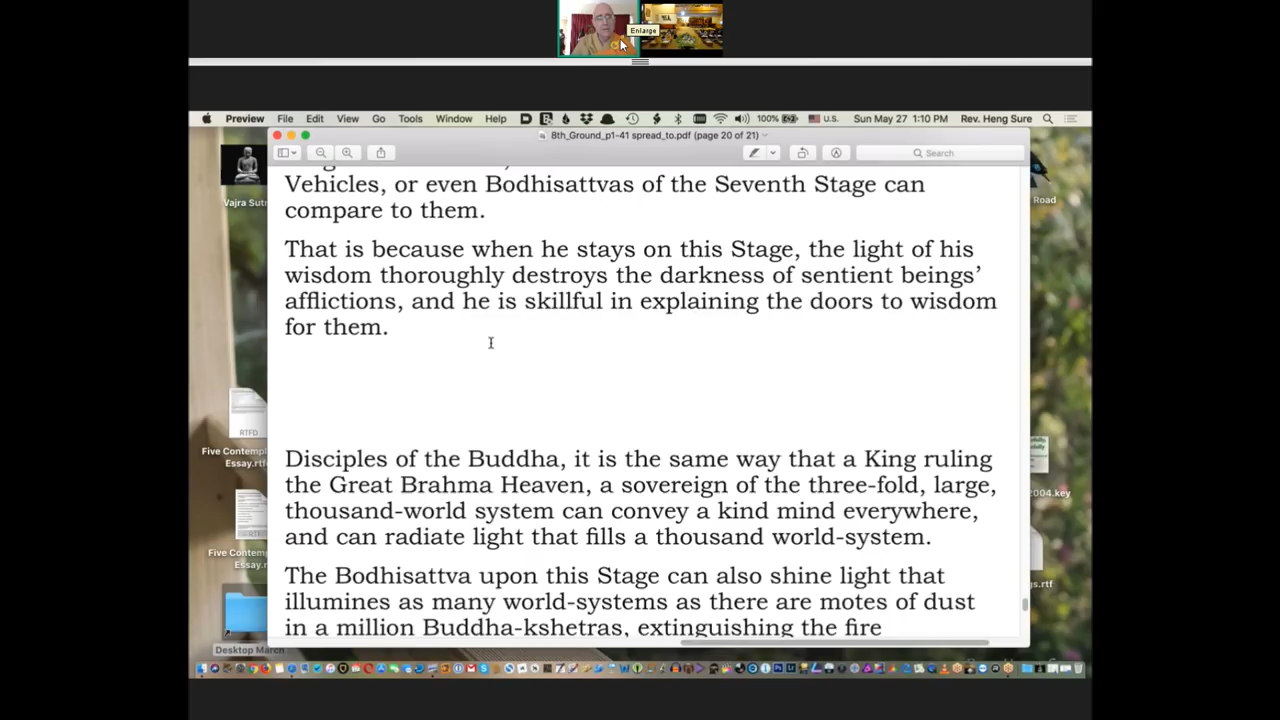 Enlarge
Preview File Edit View Go Tools Window Help 100% U.S. Sun May 27 1:10 PM Rev. Heng Sure
8th_Ground_p1-41 spread_to.pdf (page 20 of 21)
Search
Vehicles, or even Bodhisattvas of the Seventh Stage can
compare to them.
That is because when he stays on this Stage, the light of his
wisdom thoroughly destroys the darkness of sentient beings'
afflictions, and he is skillful in explaining the doors to wisdom
for them.
Disciples of the Buddha, it is the same way that a King ruling
the Great Brahma Heaven, a sovereign of the three-fold, large,
thousand-world system can convey a kind mind everywhere,
and can radiate light that fills a thousand world-system.
The Bodhisattva upon this Stage can also shine light that
illumines as many world-systems as there are motes of dust
in a million Buddha-kshetras, extinguishing the fire
Vajra Sut
Road
RTFD
Five Contempl
Essay.rtf
2004.key
Five Contemp
Essay.rt
gs.rtf
Desktop March